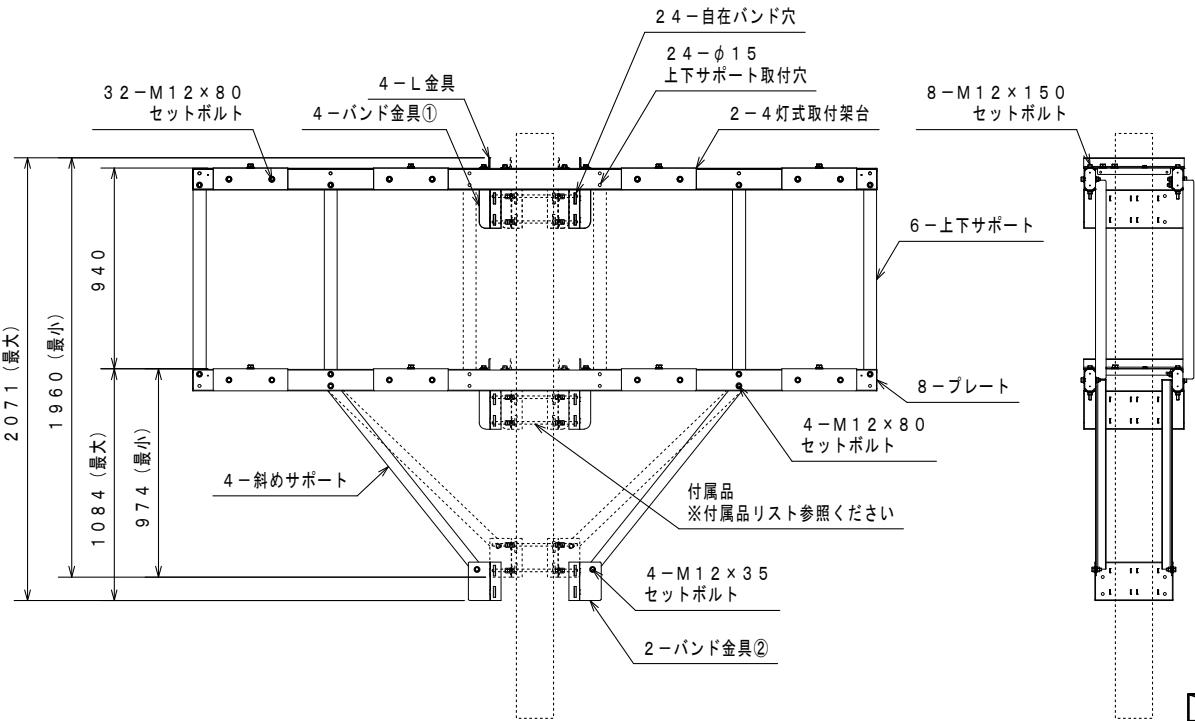 24－自在バンド穴
24－φ15
上下サポート取付穴
4－L金具
32－M12×80
セットボルト
4－バンド金具①
2－4灯式取付架台
8－M12×150
セットボルト
6－上下サポート
940
2071（最大）
1960（最小）
8－プレート
4－M12×80
セットボルト
1084（最大）
974（最小）
4－斜めサポート
付属品
※付属品リスト参照ください
4－M12×35
セットボルト
2－バンド金具②